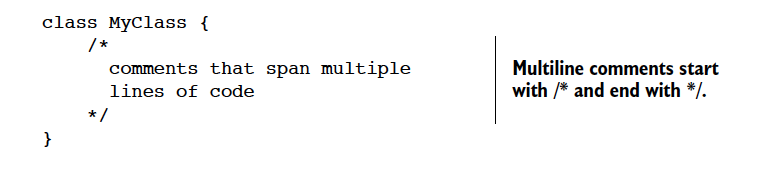 class MyClass {
/*
comments that span multiple
lines of code
*/
}
Multiline comments start
with /* and end with */.